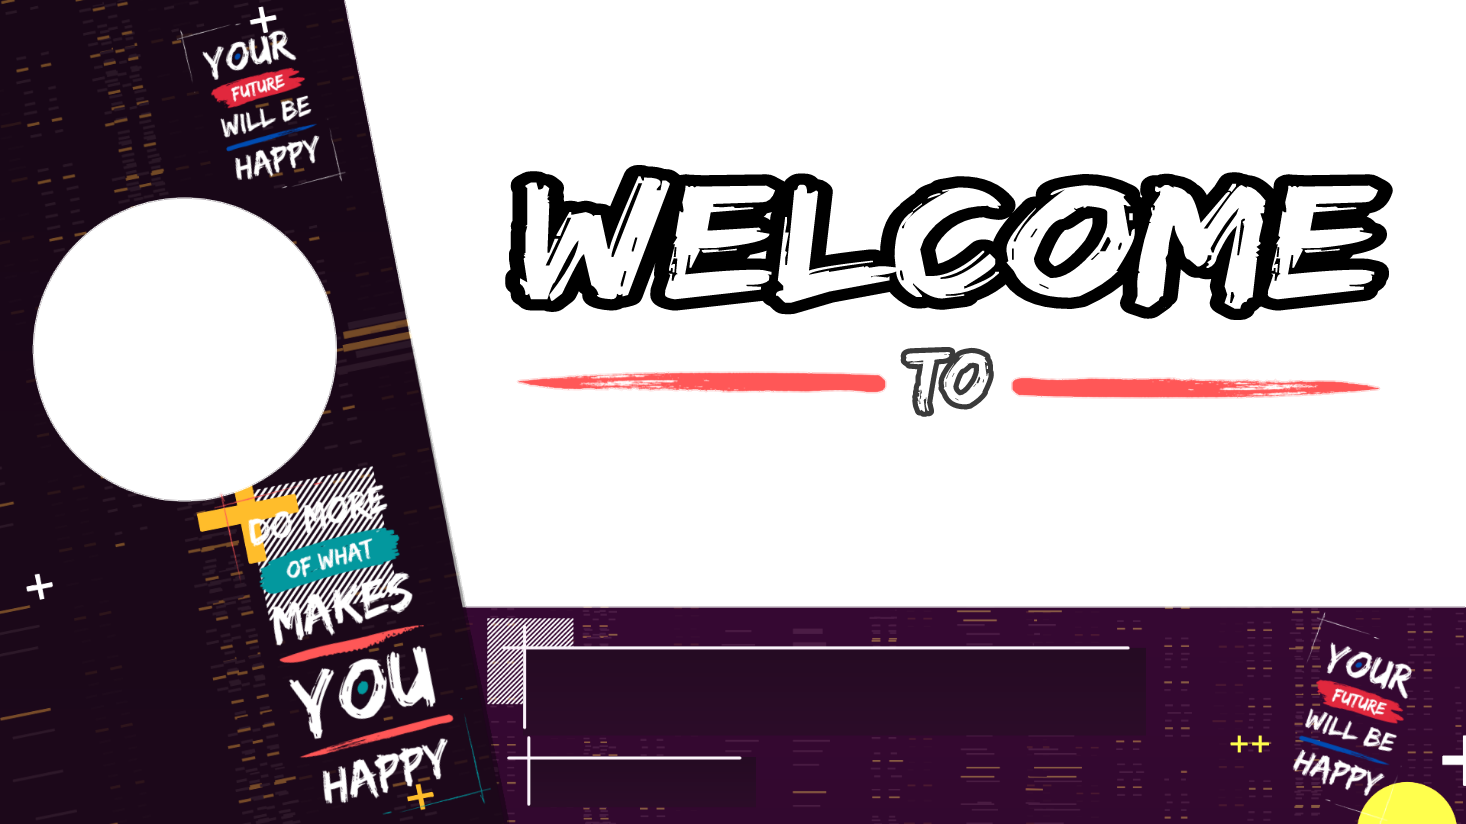 YOUR
FUTURE
WILL BE
HAPPY
WELCOME
TO
DO MORE
OF WHAT
MAKES
YOU
HAPPY
YOUR
FUTURE
WILL BE
HAPPY